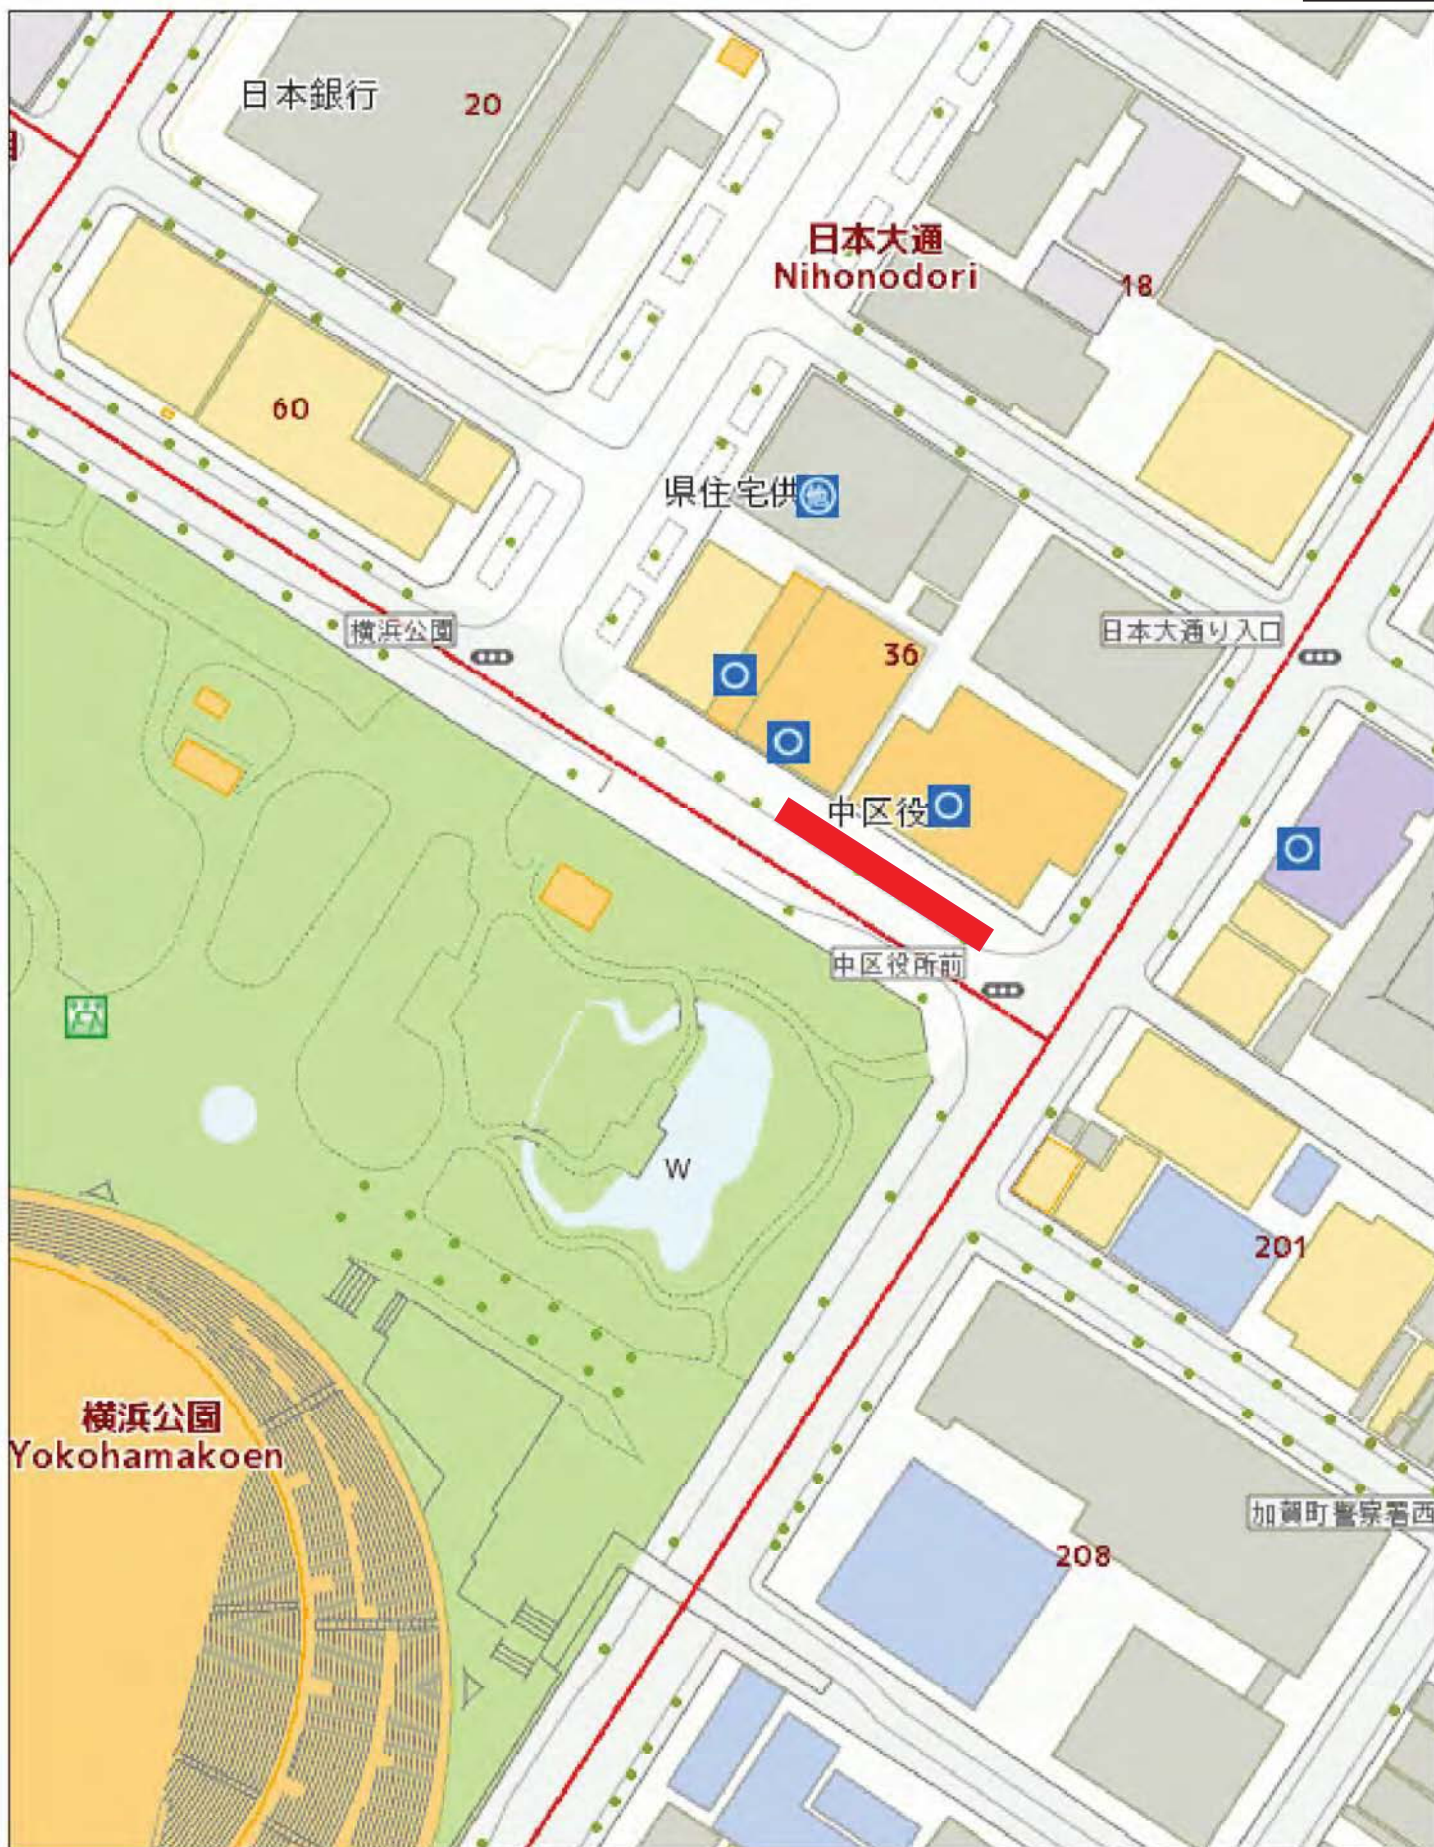 日本銀行
20
日本大通
Nihonodori
18
60
県住宅供
他
横浜公園
36
日本大通り入口
中区役
中区役所前
W
201
横浜公園
Yokohamakoen
加賀町警察署西
208